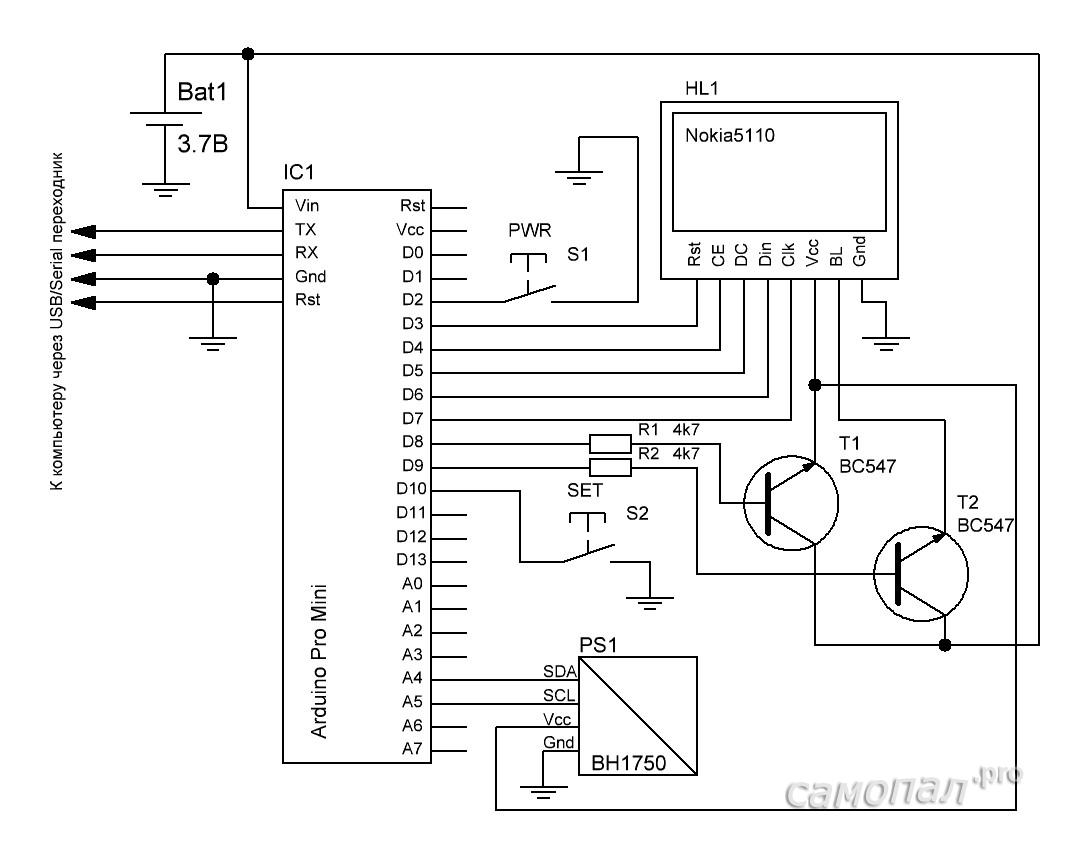 Bat1
3.7В
К компьютеру через USB/Serial переходник
IC1
Vin
TX
RX
Gnd
Rst
Arduino Pro Mini
Rst
Vcc
D0
D1
D2
D3
D4
D5
D6
D7
D8
D9
D10
D11
D12
D13
A0
A1
A2
A3
A4
A5
A6
A7
PWR
S1
HL1
Nokia5110
Rst
CE
DC
Din
Clk
Vcc
BL
Gnd
R1 4k7
R2 4k7
SET
S2
T1
BC547
T2
BC547
PS1
SDA
SCL
Vcc
Gnd
BH1750
самопал.pro